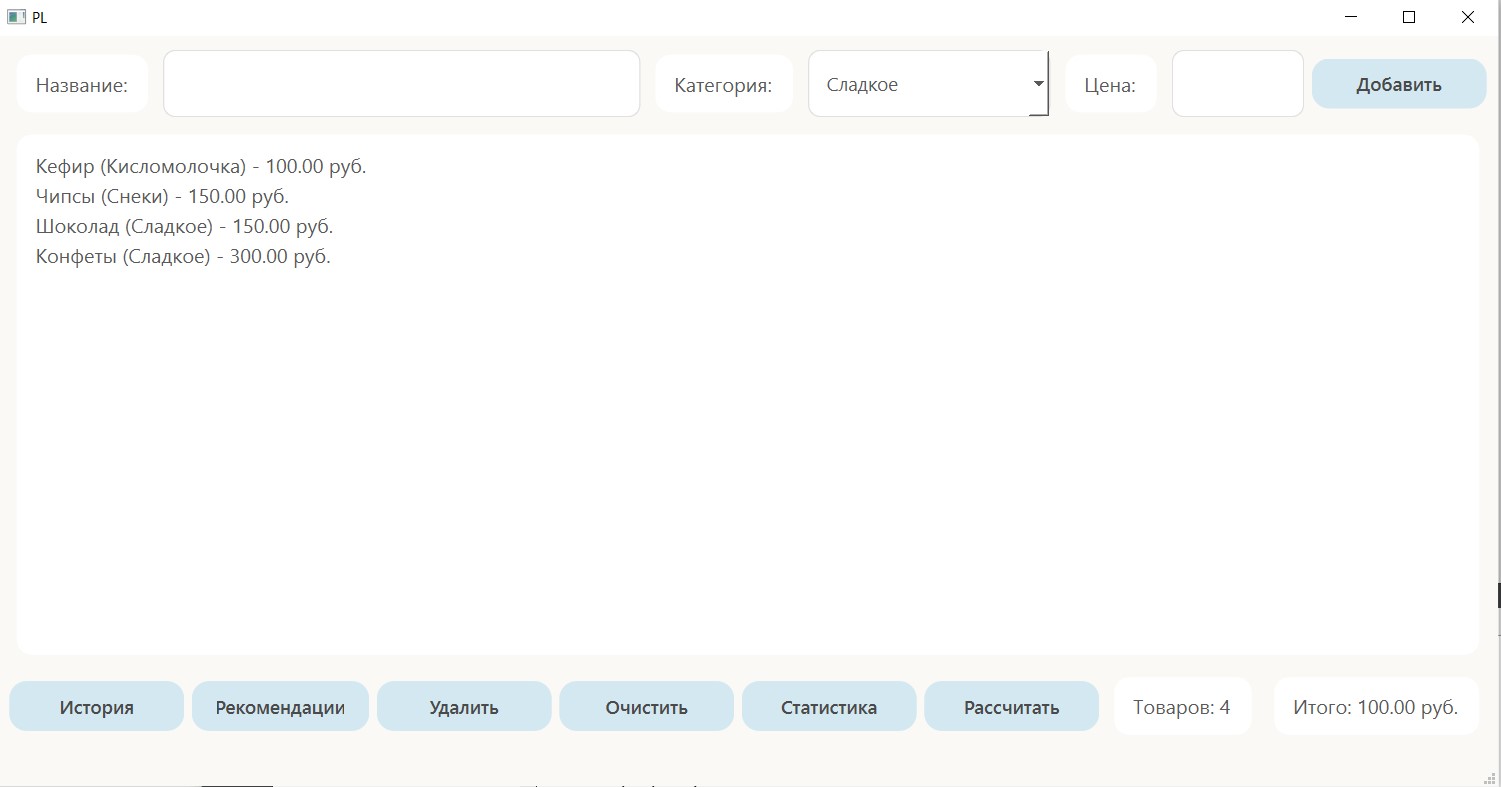 PL
Название:
Категория:
Сладкое
Цена:
Добавить
Кефир (Кисломолочка) - 100.00 руб.
Чипсы (Снеки) - 150.00 руб.
Шоколад (Сладкое) - 150.00 руб.
Конфеты (Сладкое) - 300.00 руб.
История
Рекомендации
Удалить
Очистить
Статистика
Рассчитать
Товаров: 4
Итого: 100.00 руб.